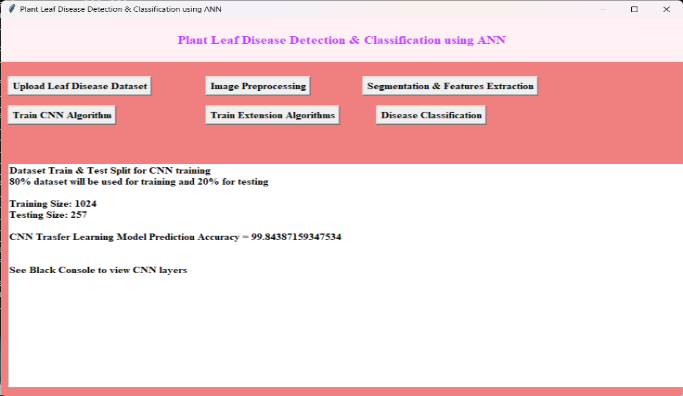 Plant Leaf Disease Detection & Classification using ANN
Plant Leaf Disease Detection & Classification using ANN
Upload Leaf Disease Dataset Image Preprocessing Segmentation & Features Extraction
Train CNN Algorithm Train Extension Algorithms Disease Classification
Dataset Train & Test Split for CNN training
80% dataset will be used for training and 20% for testing
Training Size: 1024
Testing Size: 257
CNN Trasfer Learning Model Prediction Accuracy = 99.84387159347534
See Black Console to view CNN layers